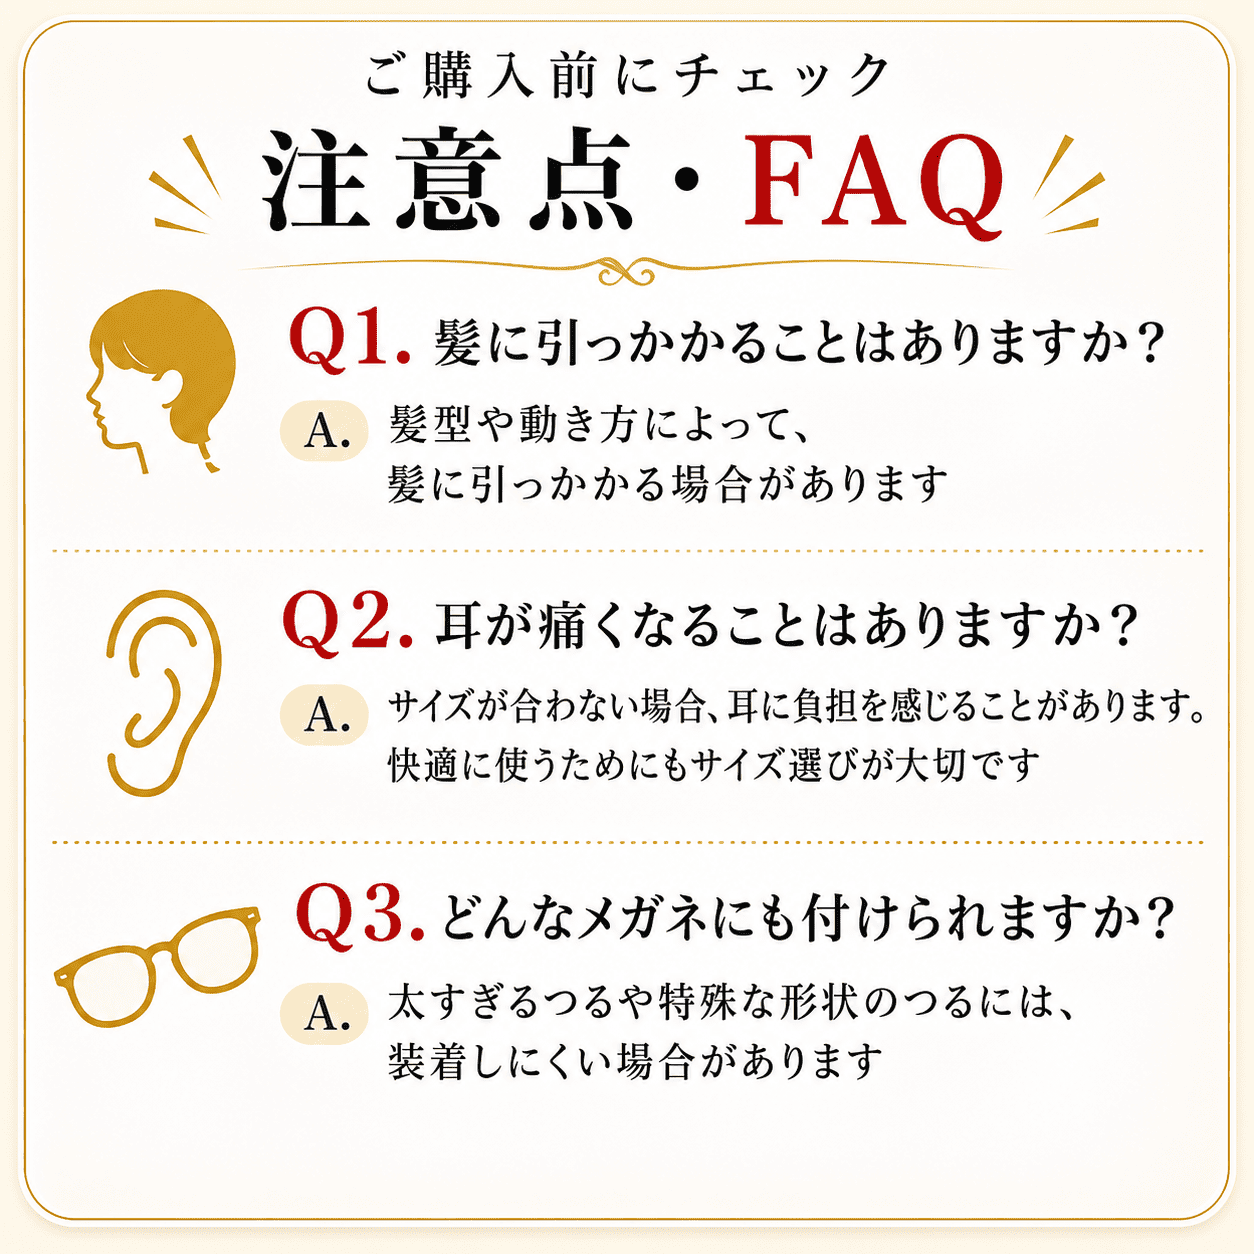 ご購入前にチェック
注意点・FAQ
Q1. 髪に引っかかることはありますか？
A. 髪型や動き方によって、
髪に引っかかる場合があります
Q2. 耳が痛くなることはありますか？
A. サイズが合わない場合、耳に負担を感じることがあります。
快適に使うためにもサイズ選びが大切です
Q3. どんなメガネにも付けられますか？
A. 太すぎるつるや特殊な形状のつるには、
装着しにくい場合があります